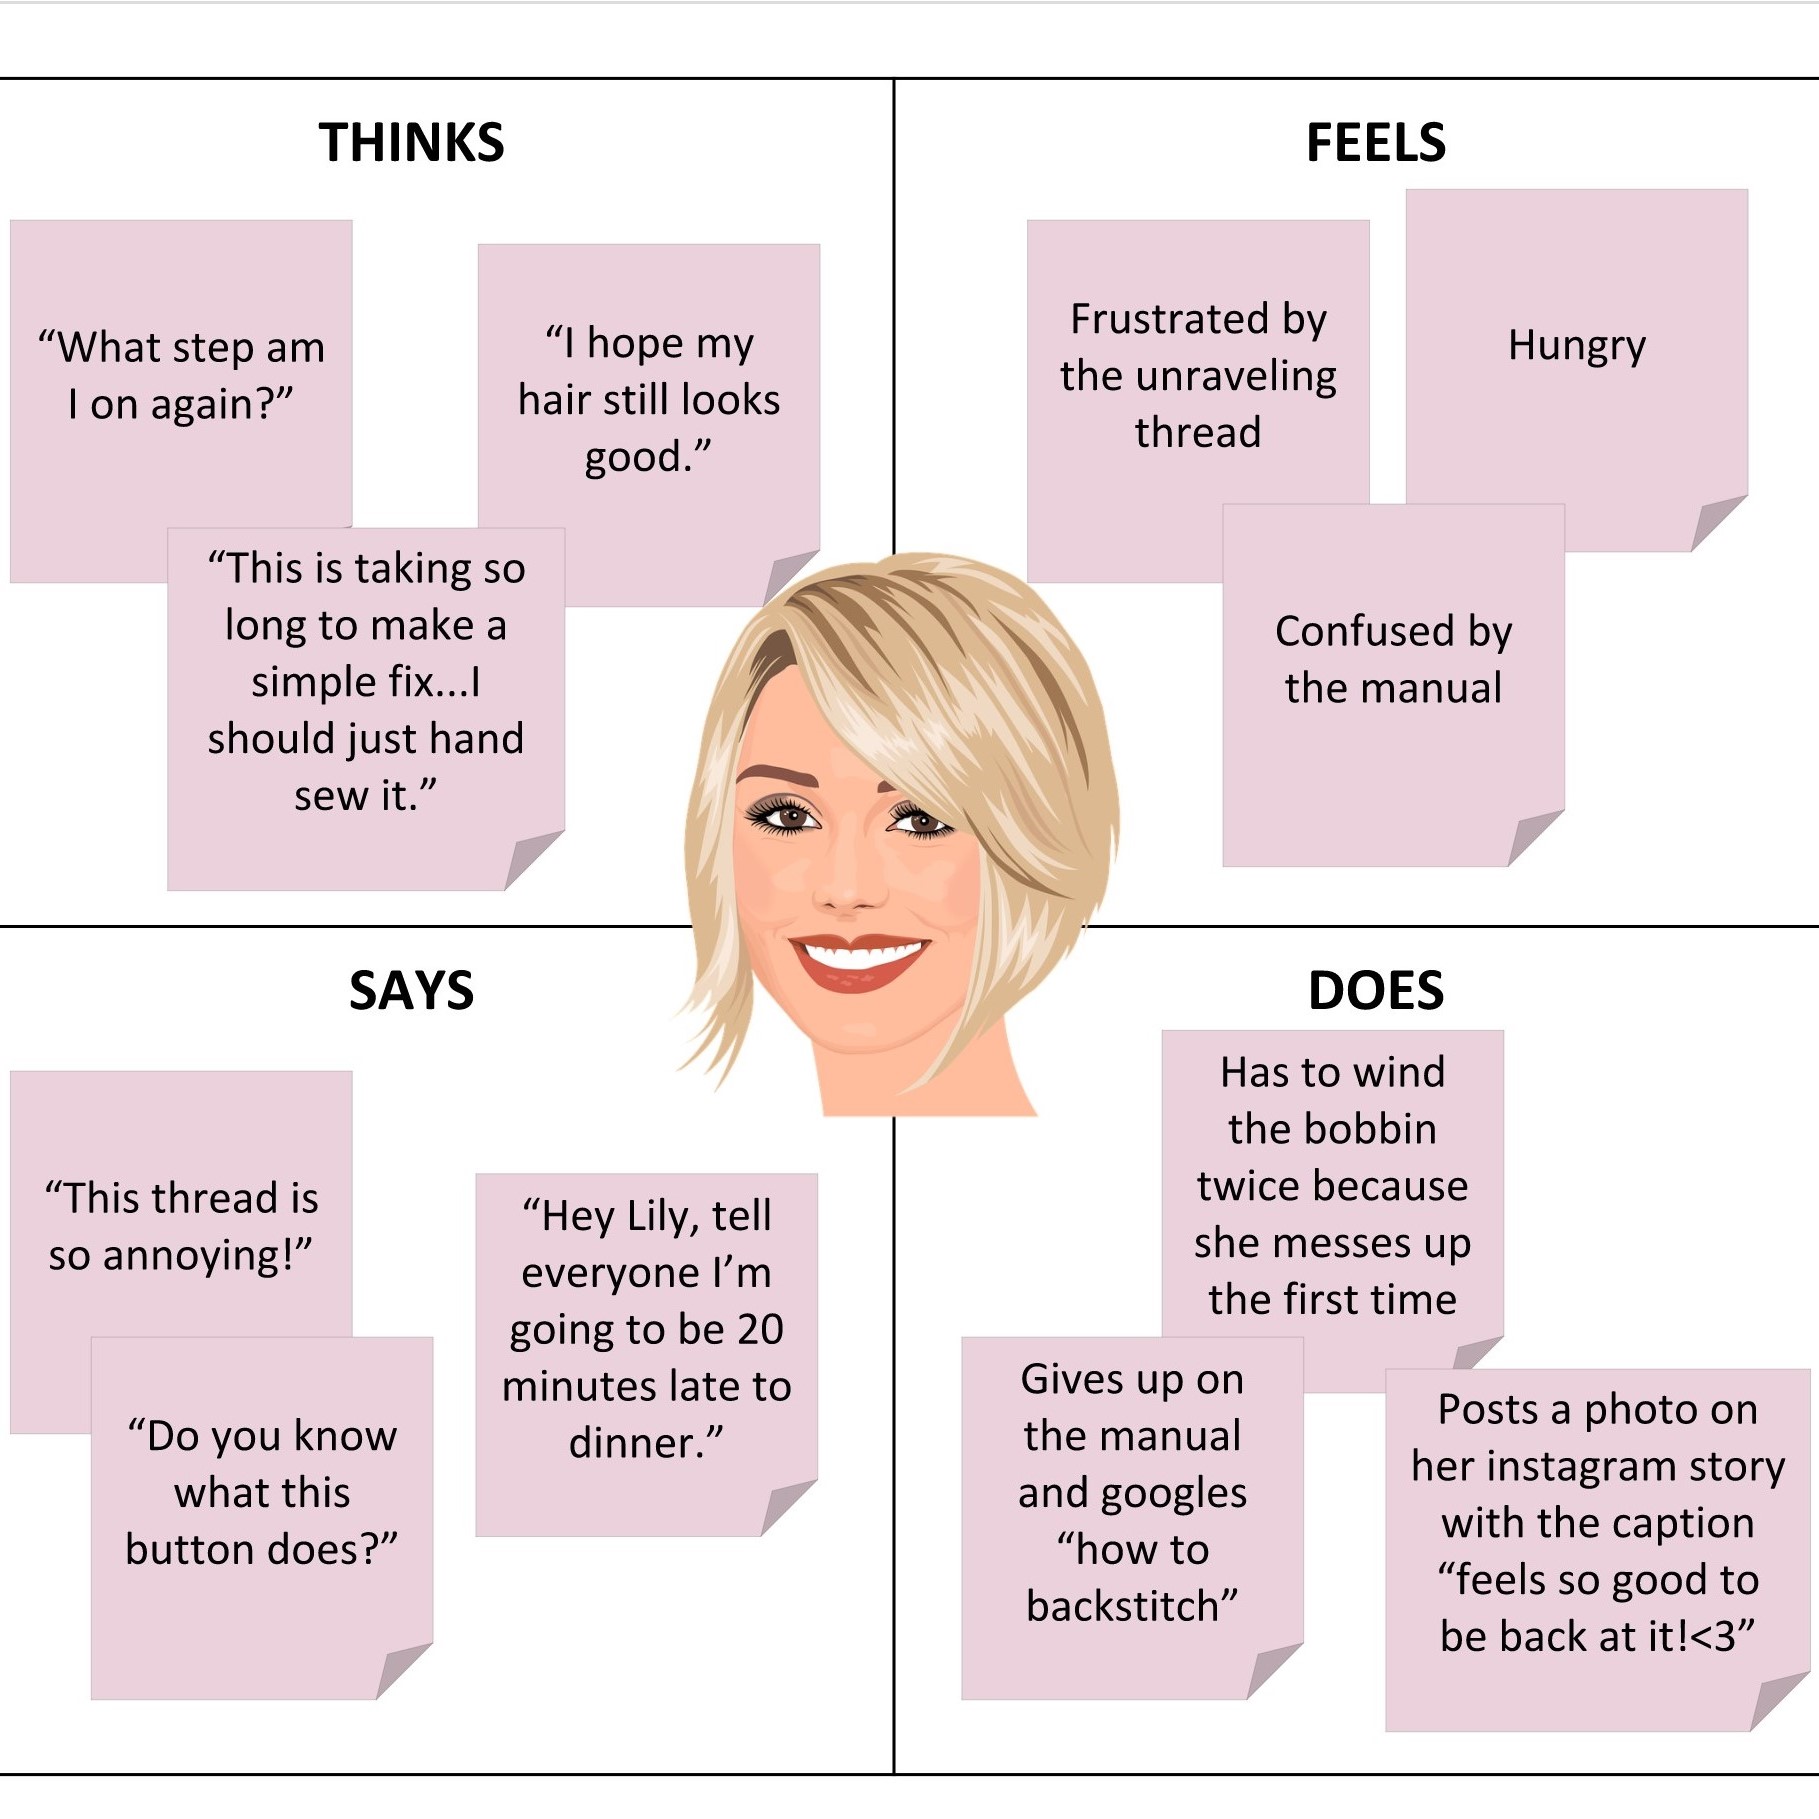 THINKS
“What step am
I on again?”
“I hope my
hair still looks
good.”
“This is taking so
long to make a
simple fix...I
should just hand
sew it.”
FEELS
Frustrated by
the unraveling
thread
Hungry
Confused by
the manual
SAYS
“This thread is
so annoying!”
“Do you know
what this
button does?”
“Hey Lily, tell
everyone I’m
going to be 20
minutes late to
dinner.”
DOES
Has to wind
the bobbin
twice because
she messes up
the first time
Gives up on
the manual
and googles
“how to
backstitch”
Posts a photo on
her instagram story
with the caption
“feels so good to
be back at it!<3”